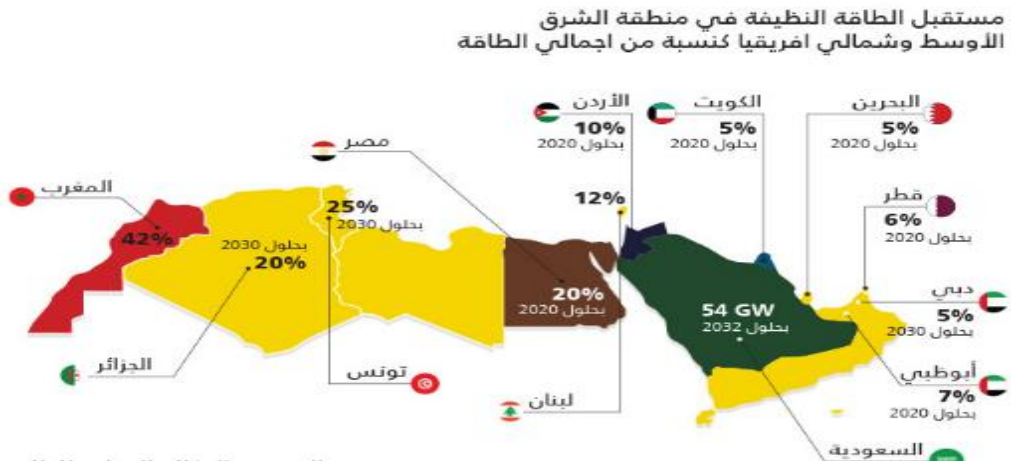 مستقبل الطاقة النظيفة في منطقة الشرق
الأوسط وشمالي افريقيا كنسبة من اجمالي الطاقة
البحرين
5%
بحلول 2020
الكويت
5%
بحلول 2020
الأردن
10%
بحلول 2020
مصر
20%
بحلول 2020
المغرب
42%
25%
بحلول 2030
تونس
بحلول 2030
20%
الجزائر
12%
لبنان
قطر
6%
بحلول 2020
دبي
5%
بحلول 2030
أبوظبي
7%
بحلول 2020
54 GW
بحلول 2032
السعودية